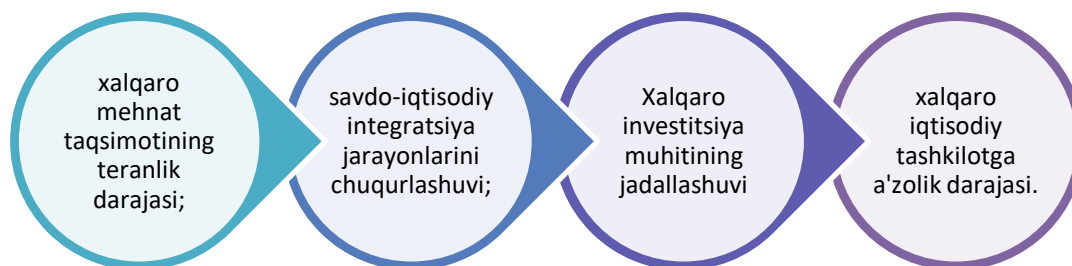 xalqaro
mehnat
taqsimotining
teranlik
darajasi;
savdo-iqtisodiy
integratsiya
jarayonlarini
chuqurlashuvi;
Xalqaro
investitsiya
muhitining
jadallashuvi
xalqaro
iqtisodiy
tashkilotga
a'zolik darajasi.